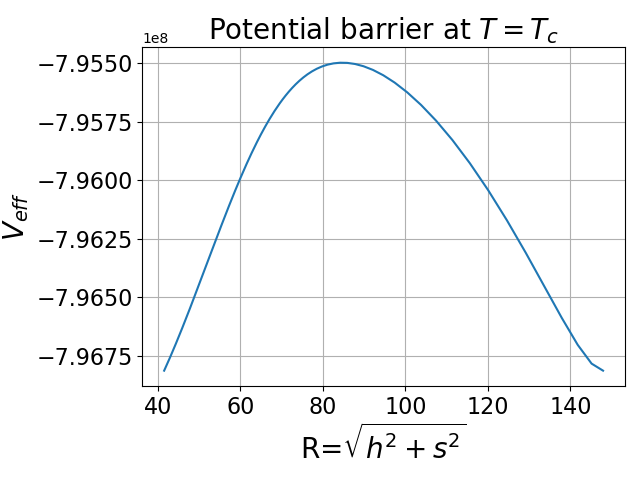 Potential barrier at $T = T_c$
1e8
−7.9550
−7.9575
−7.9600
−7.9625
−7.9650
−7.9675
$V_{eff}$
40 60 80 100 120 140
R=$\sqrt{h^2 + s^2}$